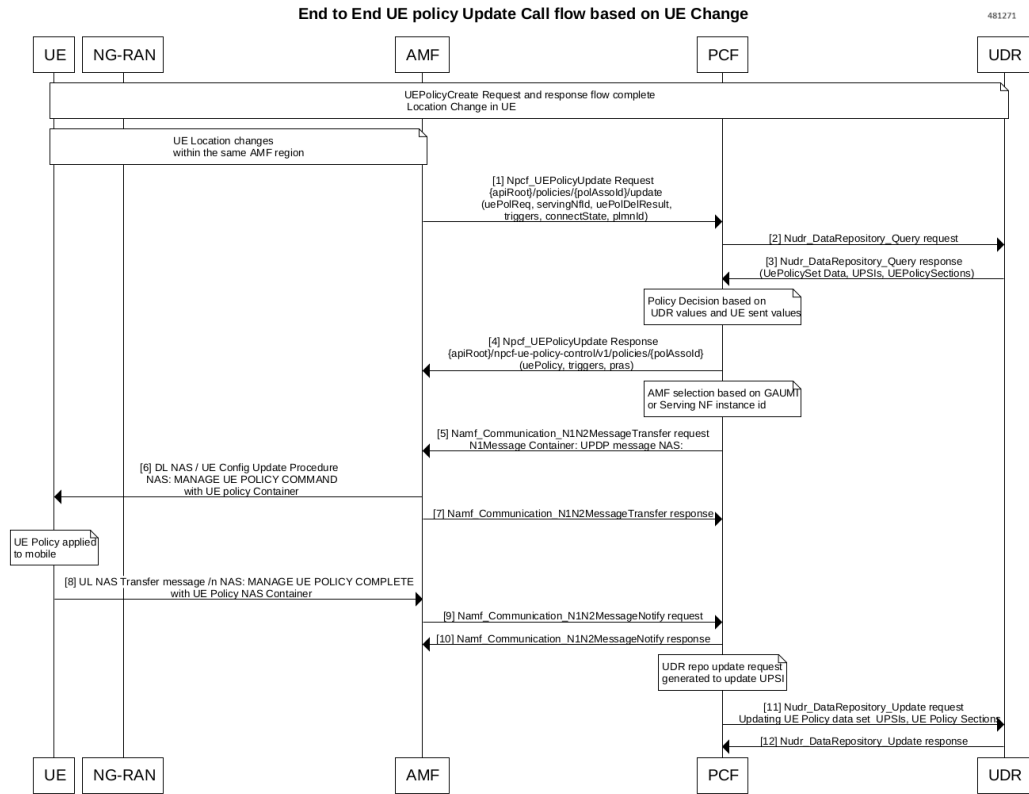 End to End UE policy Update Call flow based on UE Change
481271
UE
NG-RAN
AMF
PCF
UDR
UEPolicyCreate Request and response flow complete
Location Change in UE
UE Location changes
within the same AMF region
[1] Npcf_UEPolicyUpdate Request
{apiRoot}/policies/{polAssoId}/update
(uePolReq, servingNfId, uePolDelResult,
triggers, connectState, plmnId)
[2] Nudr_DataRepository_Query request
[3] Nudr_DataRepository_Query response
(UePolicySet Data, UPSIs, UEPolicySections)
Policy Decision based on
UDR values and UE sent values
[4] Npcf_UEPolicyUpdate Response
{apiRoot}/npcf-ue-policy-control/v1/policies/{polAssoId}
(uePolicy, triggers, pras)
AMF selection based on GAUMI
or Serving NF instance id
[5] Namf_Communication_N1N2MessageTransfer request
N1Message Container: UPDP message NAS:
[6] DL NAS / UE Config Update Procedure
NAS: MANAGE UE POLICY COMMAND
with UE policy Container
[7] Namf_Communication_N1N2MessageTransfer response
UE Policy applied
to mobile
[8] UL NAS Transfer message /n NAS: MANAGE UE POLICY COMPLETE
with UE Policy NAS Container
[9] Namf_Communication_N1N2MessageNotify request
[10] Namf_Communication_N1N2MessageNotify response
UDR repo update request
generated to update UPSI
[11] Nudr_DataRepository_Update request
Updating UE Policy data set UPSIs, UE Policy Sections
[12] Nudr_DataRepository_Update response
UE
NG-RAN
AMF
PCF
UDR